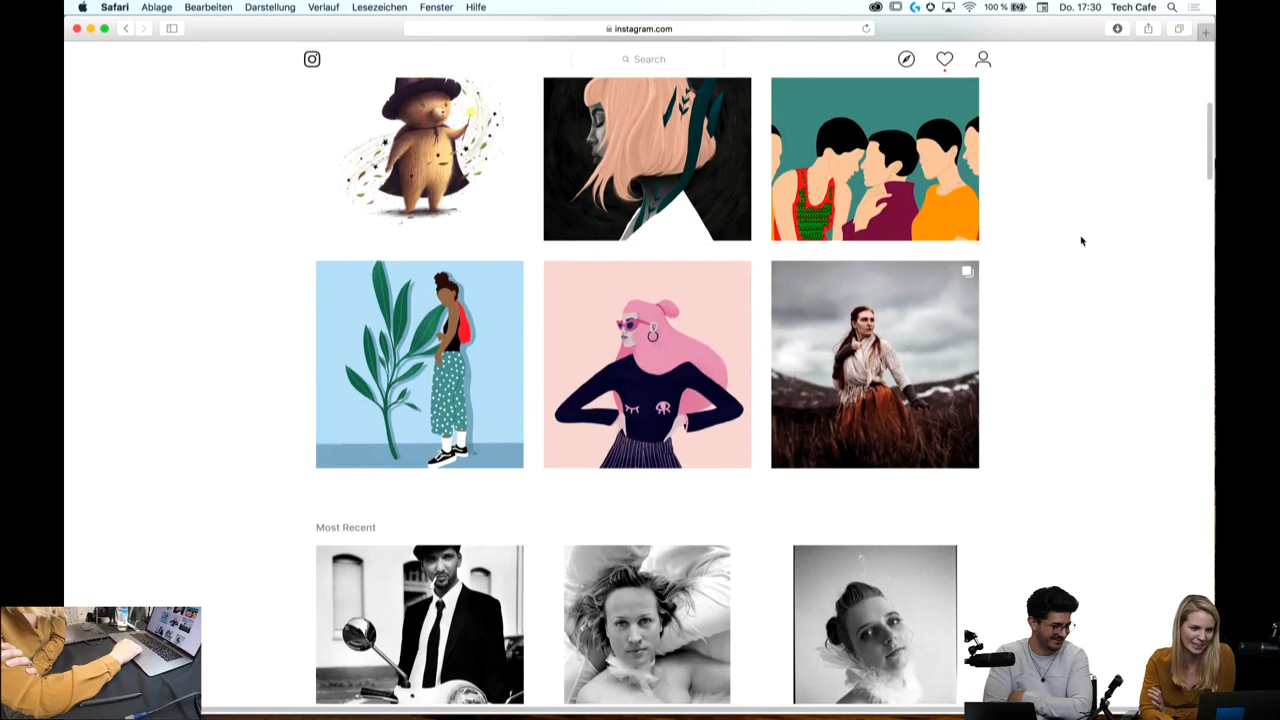 Safari Ablage Bearbeiten Darstellung Verlauf Lesezeichen Fenster Hilfe 100 % Do. 17:30 Tech Cafe
instagram.com
Search
Most Recent